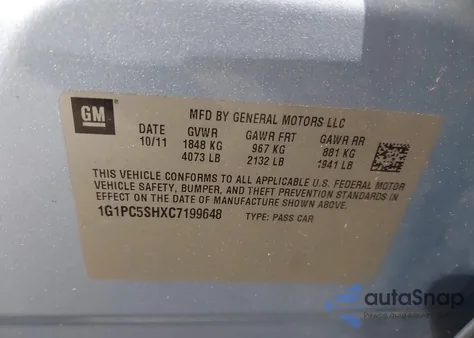 GM
MFD BY GENERAL MOTORS LLC
DATE GVWR GAWR FRT GAWR RR
10/11 1848 KG 967 KG 881 KG
4073 LB 2132 LB 1941 LB
THIS VEHICLE CONFORMS TO ALL APPLICABLE U.S. FEDERAL MOTOR
VEHICLE SAFETY, BUMPER, AND THEFT PREVENTION STANDARDS IN
EFFECT ON THE DATE OF MANUFACTURE SHOWN ABOVE.
1G1PC5SHXC7199648 TYPE: PASS CAR
autoSnap